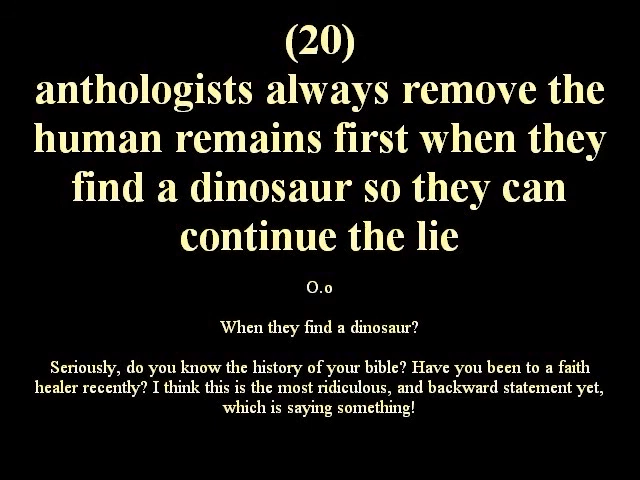 (20)
anthologists always remove the
human remains first when they
find a dinosaur so they can
continue the lie
O.o
When they find a dinosaur?
Seriously, do you know the history of your bible? Have you been to a faith
healer recently? I think this is the most ridiculous, and backward statement yet,
which is saying something!